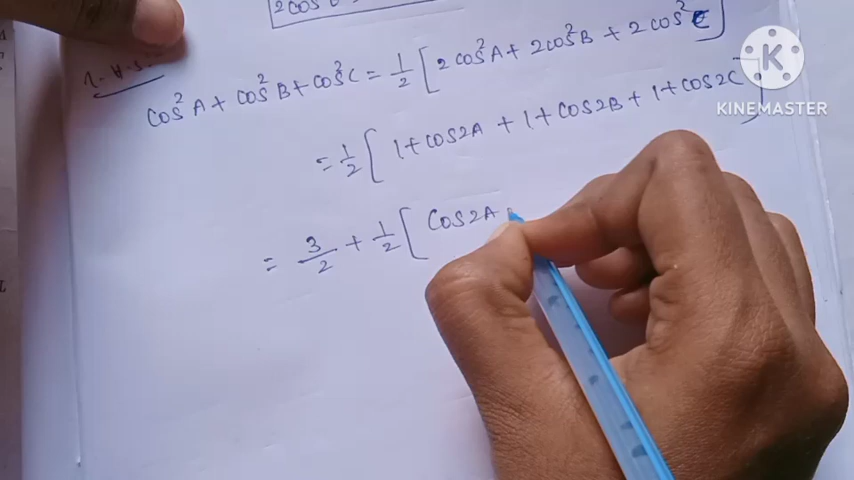 2cos θ
L.H.S.
cos²A + cos²B + cos²C = 1/2 [2cos²A + 2cos²B + 2cos²C]
= 1/2 [1+cos2A + 1+cos2B + 1+cos2C]
= 3/2 + 1/2 [cos2A
KINEMASTER